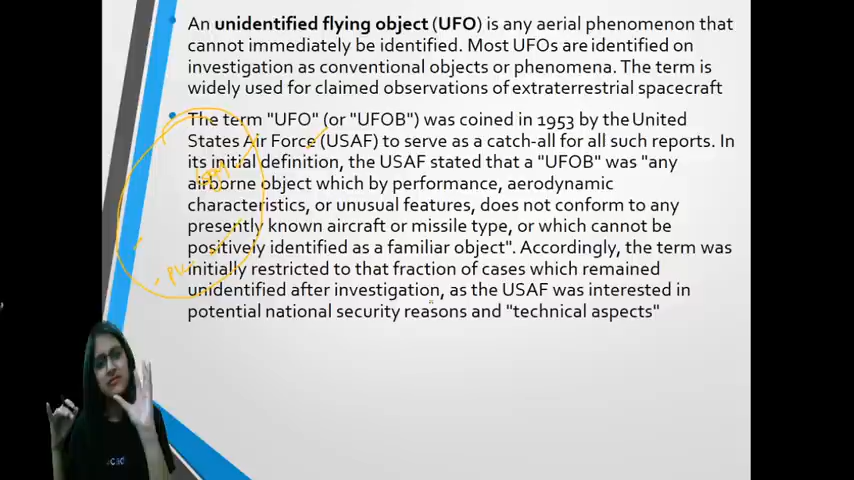 An unidentified flying object (UFO) is any aerial phenomenon that
cannot immediately be identified. Most UFOs are identified on
investigation as conventional objects or phenomena. The term is
widely used for claimed observations of extraterrestrial spacecraft
The term "UFO" (or "UFOB") was coined in 1953 by the United
States Air Force (USAF) to serve as a catch-all for all such reports. In
its initial definition, the USAF stated that a "UFOB" was "any
airborne object which by performance, aerodynamic
characteristics, or unusual features, does not conform to any
presently known aircraft or missile type, or which cannot be
positively identified as a familiar object". Accordingly, the term was
initially restricted to that fraction of cases which remained
unidentified after investigation, as the USAF was interested in
potential national security reasons and "technical aspects"